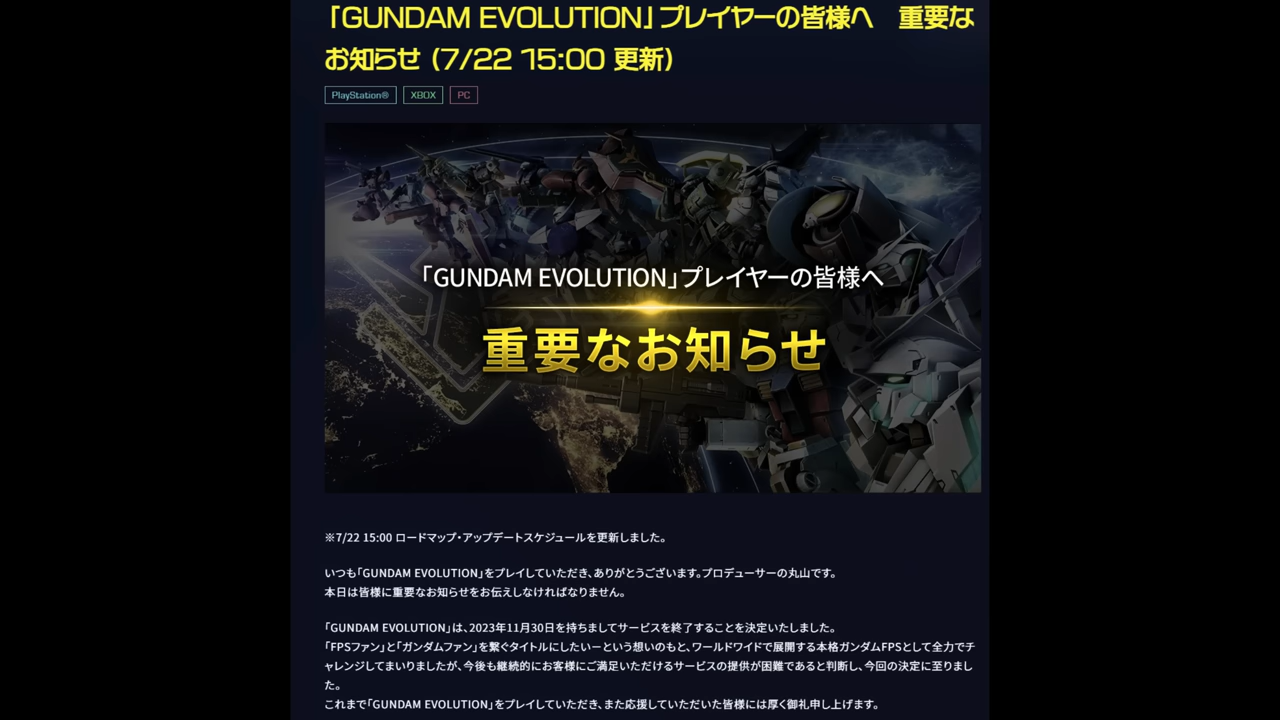 「GUNDAM EVOLUTION」プレイヤーの皆様へ　重要な
お知らせ (7/22 15:00 更新)
PlayStation® XBOX PC
「GUNDAM EVOLUTION」プレイヤーの皆様へ
重要なお知らせ
※7/22 15:00 ロードマップ・アップデートスケジュールを更新しました。
いつも「GUNDAM EVOLUTION」をプレイしていただき、ありがとうございます。プロデューサーの丸山です。
本日は皆様に重要なお知らせをお伝えしなければなりません。
「GUNDAM EVOLUTION」は、2023年11月30日を持ちましてサービスを終了することを決定いたしました。
「FPSファン」と「ガンダムファン」を繋ぐタイトルにしたい－という想いのもと、ワールドワイドで展開する本格ガンダムFPSとして全力でチ
ャレンジしてまいりましたが、今後も継続的にお客様にご満足いただけるサービスの提供が困難であると判断し、今回の決定に至りまし
た。
これまで「GUNDAM EVOLUTION」をプレイしていただき、また応援していただいた皆様には厚く御礼申し上げます。